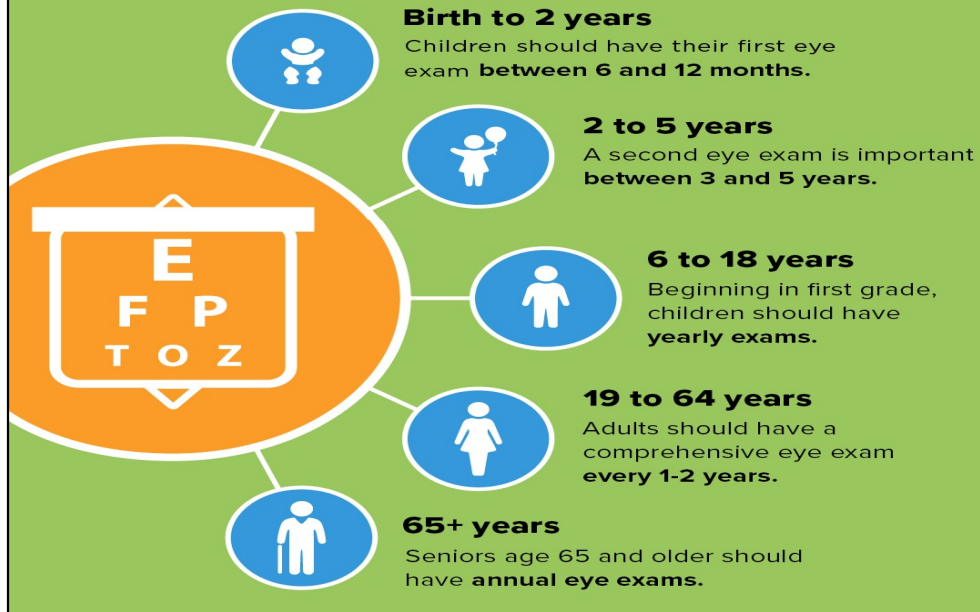 Birth to 2 years
Children should have their first eye
exam between 6 and 12 months.
2 to 5 years
A second eye exam is important
between 3 and 5 years.
E
F P
T O Z
6 to 18 years
Beginning in first grade,
children should have
yearly exams.
19 to 64 years
Adults should have a
comprehensive eye exam
every 1-2 years.
65+ years
Seniors age 65 and older should
have annual eye exams.